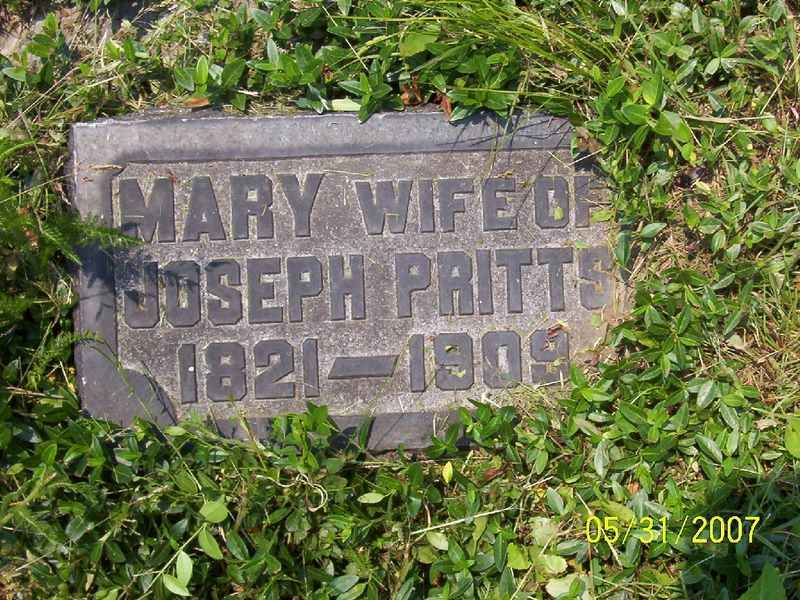 MARY WIFE OF
JOSEPH PRITTS
1821—1909
05/31/2007